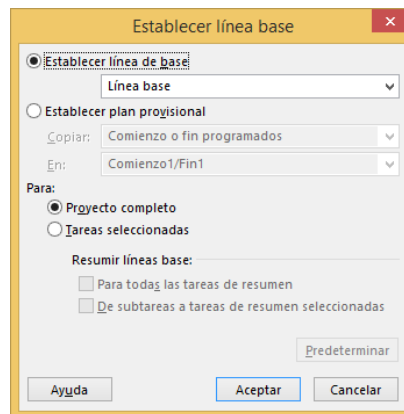 Establecer línea base
Establecer línea de base
Línea base
Establecer plan provisional
Copiar: Comienzo o fin programados
En: Comienzo1/Fin1
Para:
Proyecto completo
Tareas seleccionadas
Resumir líneas base:
Para todas las tareas de resumen
De subtareas a tareas de resumen seleccionadas
Predeterminar
Ayuda Aceptar Cancelar